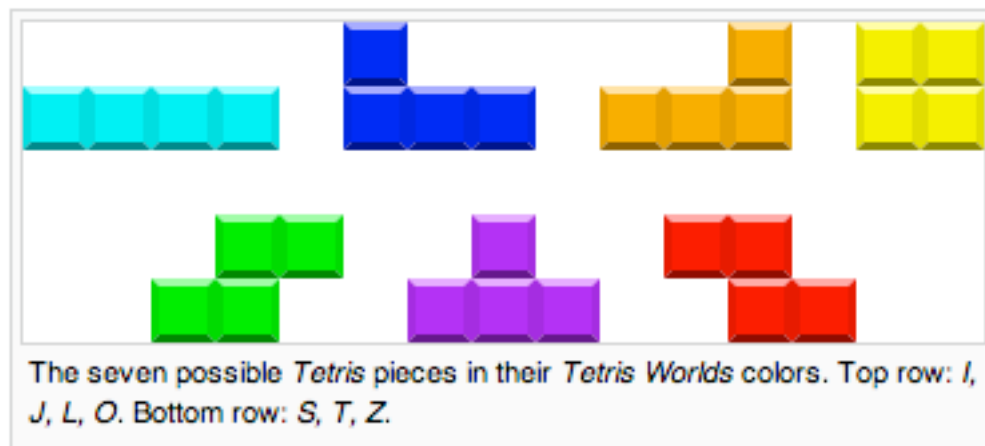 The seven possible Tetris pieces in their Tetris Worlds colors. Top row: I,
J, L, O. Bottom row: S, T, Z.